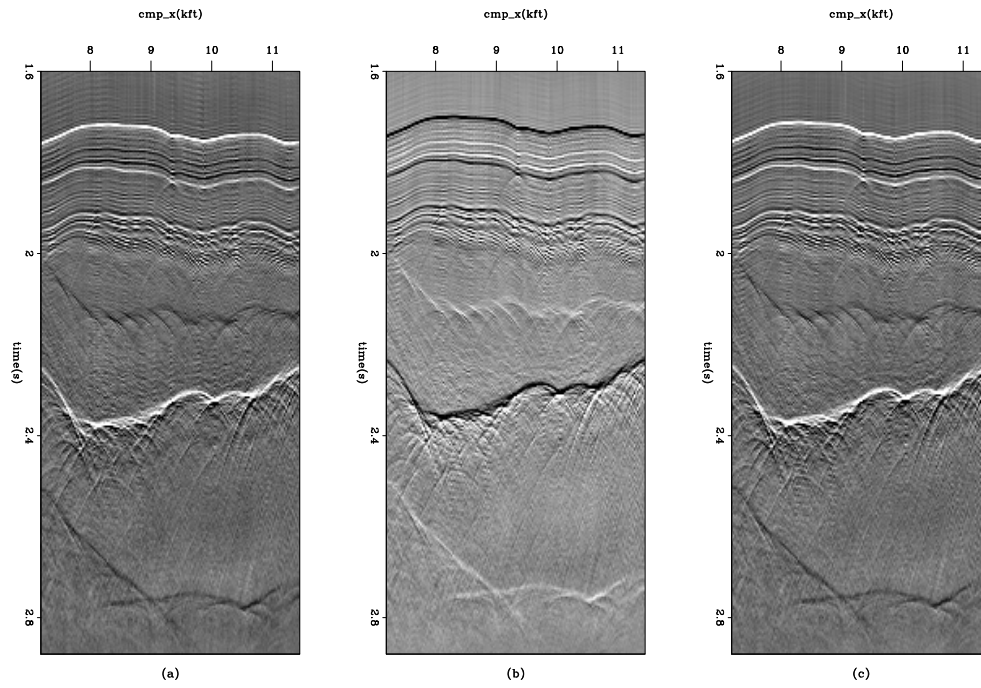 cmp_x(kft) cmp_x(kft) cmp_x(kft)
8 9 10 11 8 9 10 11 8 9 10 11
1.6 1.6 1.6
2 2 2
time(s) time(s) time(s)
2.4 2.4 2.4
2.8 2.8 2.8
(a) (b) (c)